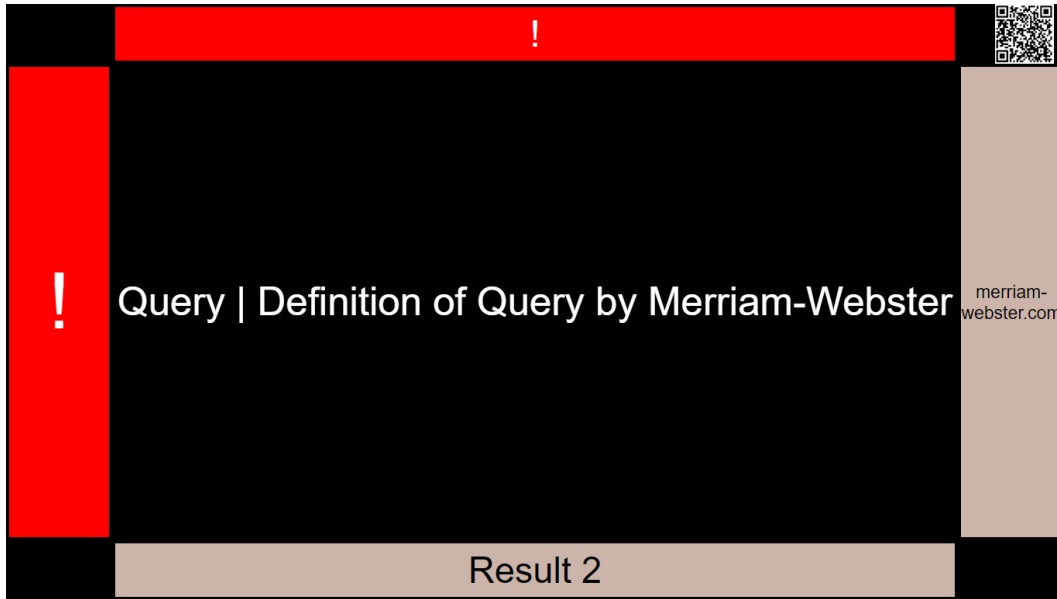 !
!
Query | Definition of Query by Merriam-Webster
merriam-
webster.com
Result 2